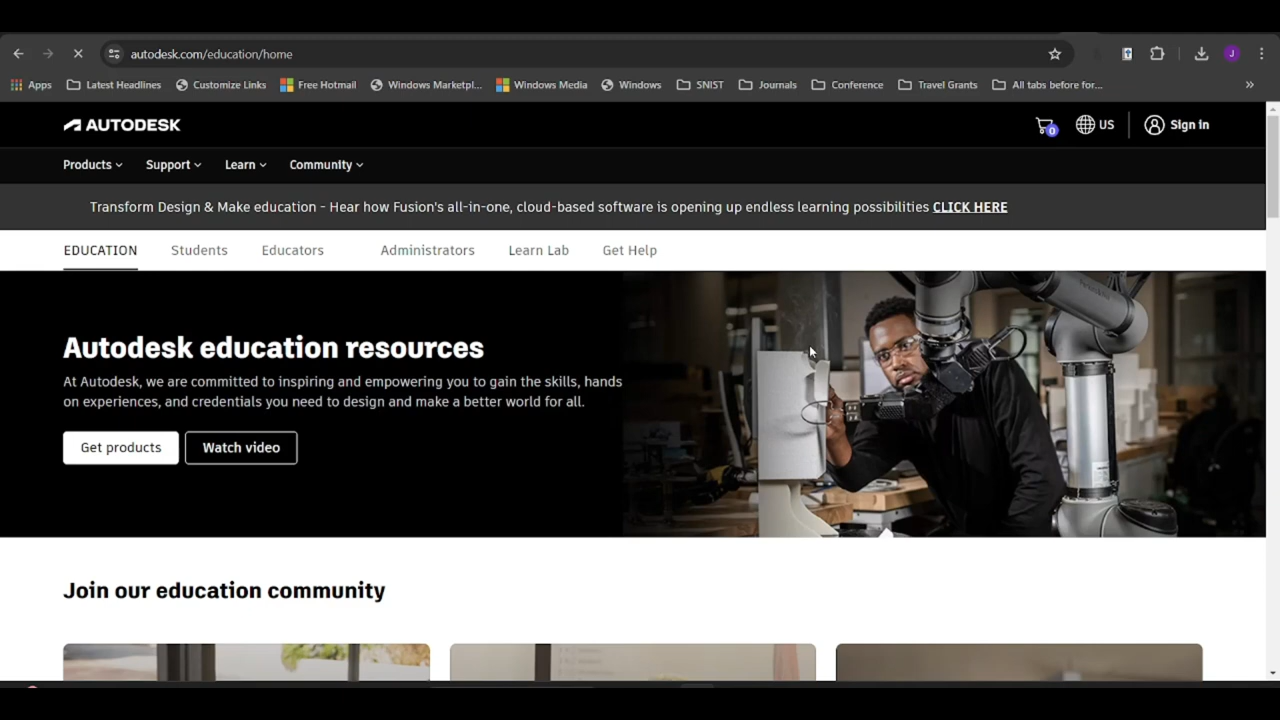 autodesk.com/education/home
J
Apps Latest Headlines Customize Links Free Hotmail Windows Marketpl... Windows Media Windows SNIST Journals Conference Travel Grants All tabs before for... »
AUTODESK 0 US Sign in
Products Support Learn Community
Transform Design & Make education - Hear how Fusion's all-in-one, cloud-based software is opening up endless learning possibilities CLICK HERE
EDUCATION Students Educators Administrators Learn Lab Get Help
Autodesk education resources
At Autodesk, we are committed to inspiring and empowering you to gain the skills, hands
on experiences, and credentials you need to design and make a better world for all.
Get products Watch video
Join our education community